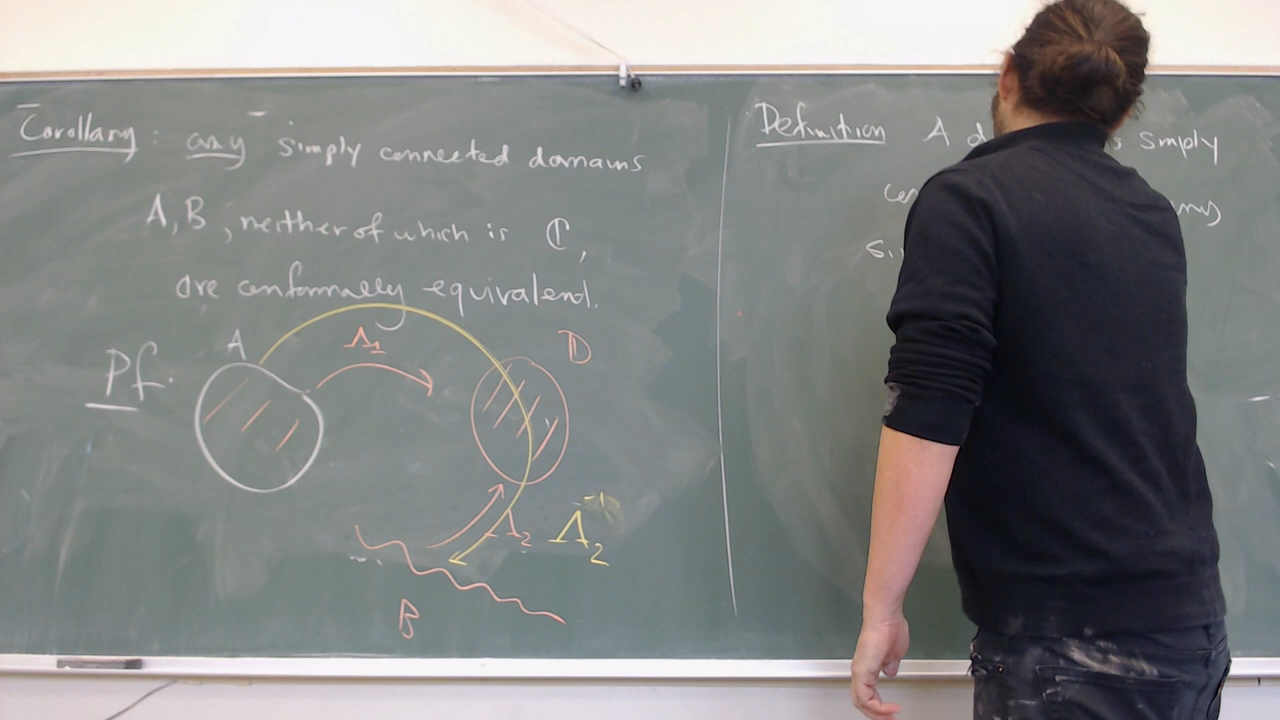 Corollary: any simply connected domains
A, B, neither of which is ℂ,
are conformally equivalent.
Pf.
A
Λ₁
𝔻
Λ₂
Λ₂⁻¹
B
Definition A d s simply